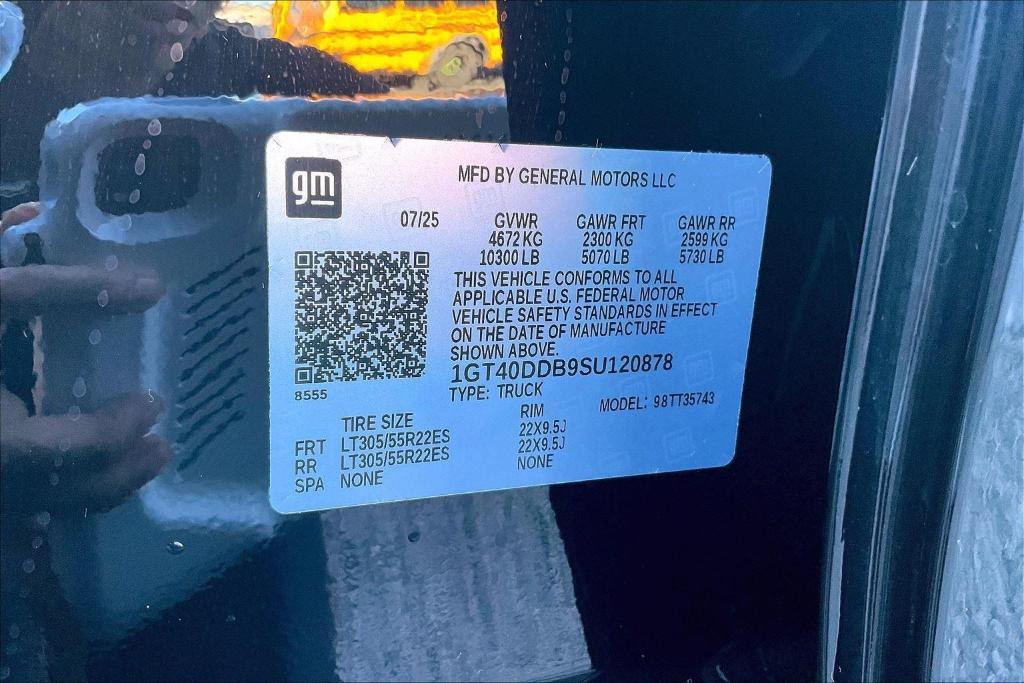 gm
MFD BY GENERAL MOTORS LLC
07/25 GVWR GAWR FRT GAWR RR
4672 KG 2300 KG 2599 KG
10300 LB 5070 LB 5730 LB
THIS VEHICLE CONFORMS TO ALL
APPLICABLE U.S. FEDERAL MOTOR
VEHICLE SAFETY STANDARDS IN EFFECT
ON THE DATE OF MANUFACTURE
SHOWN ABOVE.
1GT40DDB9SU120878
8555
TYPE: TRUCK
MODEL: 98TT35743
TIRE SIZE RIM
FRT LT305/55R22ES 22X9.5J
RR LT305/55R22ES 22X9.5J
SPA NONE NONE